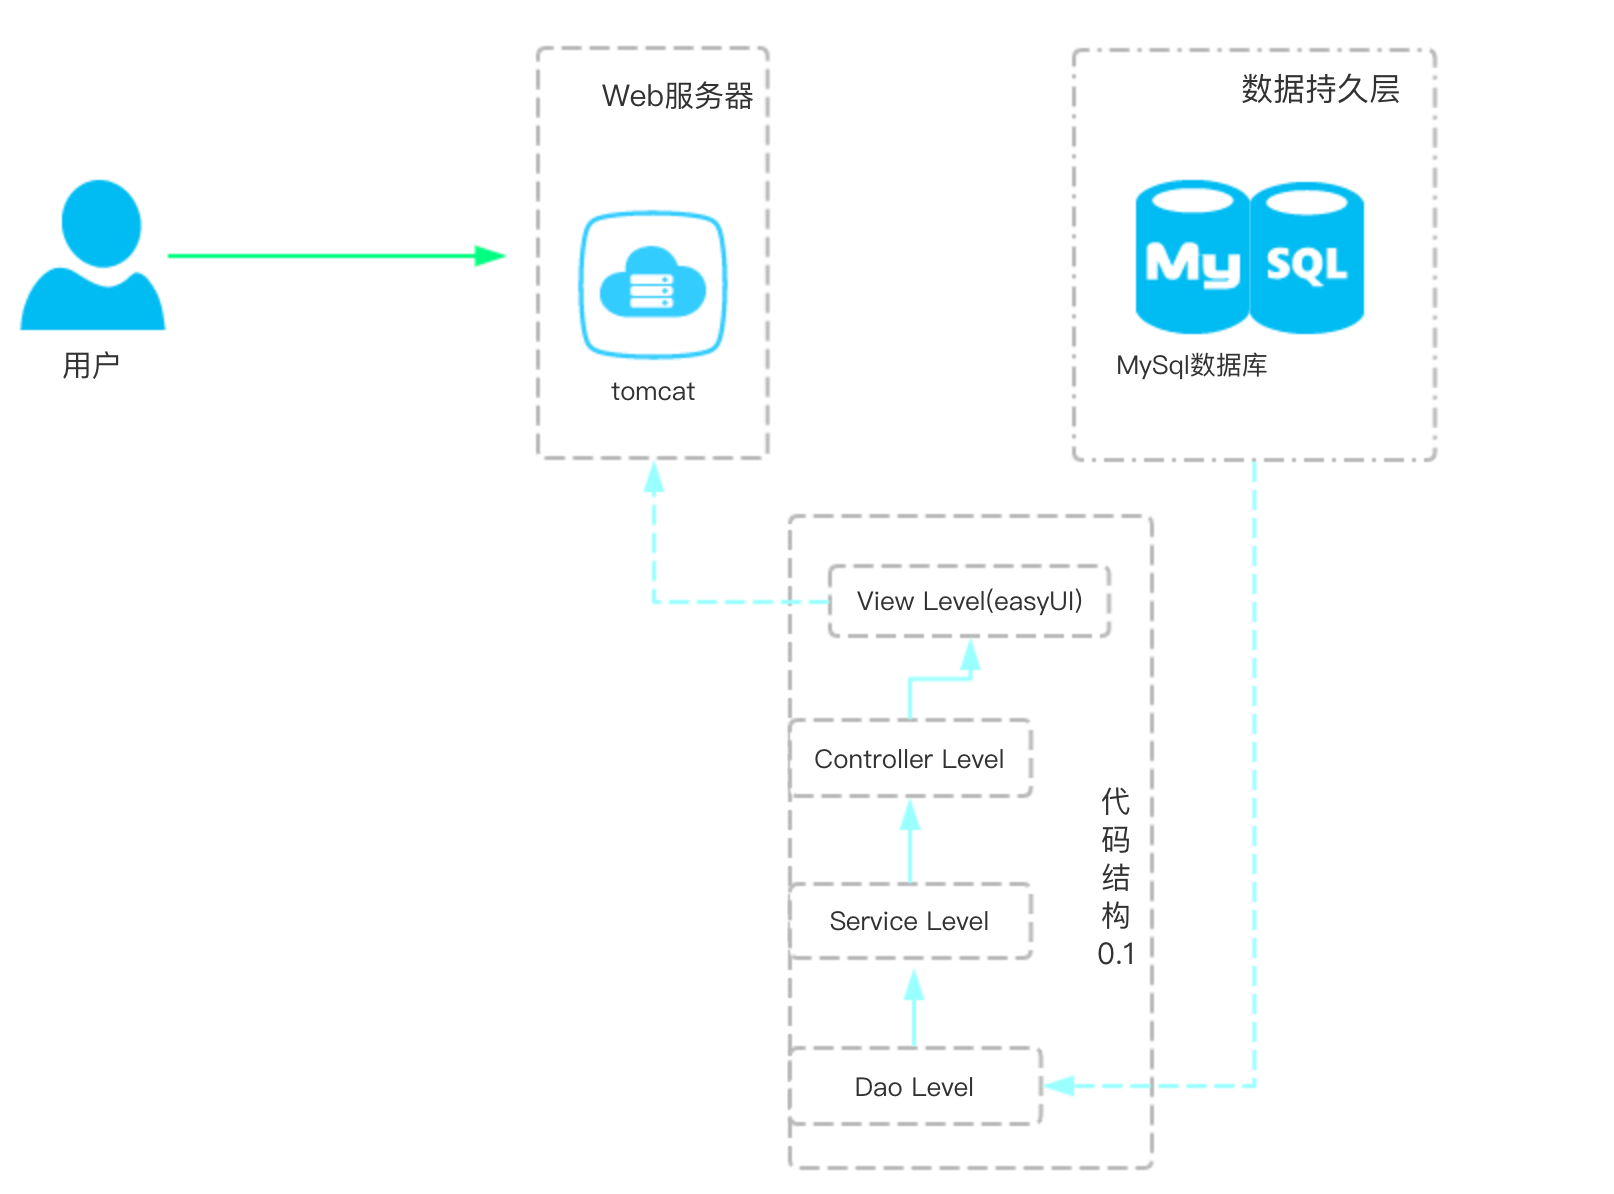 Web服务器
数据持久层
My SQL
用户
tomcat
MySql数据库
View Level(easyUI)
Controller Level
Service Level
Dao Level
代
码
结
构
0.1